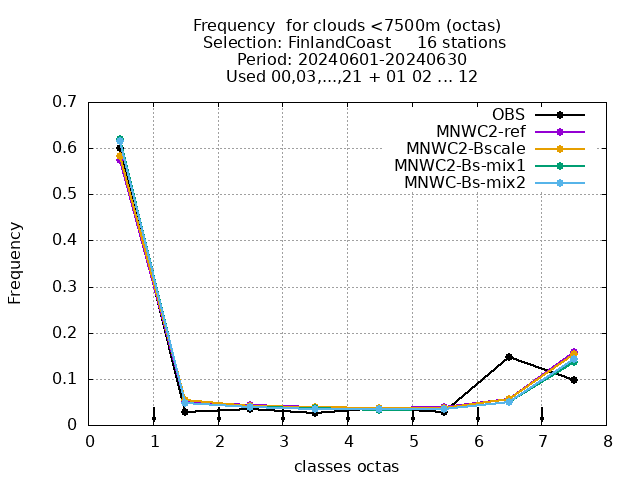 Frequency  for clouds <7500m (octas)
Selection: FinlandCoast     16 stations
Period: 20240601-20240630
Used 00,03,...,21 + 01 02 ... 12
OBS
MNWC2-ref
MNWC2-Bscale
MNWC2-Bs-mix1
MNWC-Bs-mix2
0.7
0.6
0.5
0.4
0.3
0.2
0.1
0
Frequency
0 1 2 3 4 5 6 7 8
classes octas